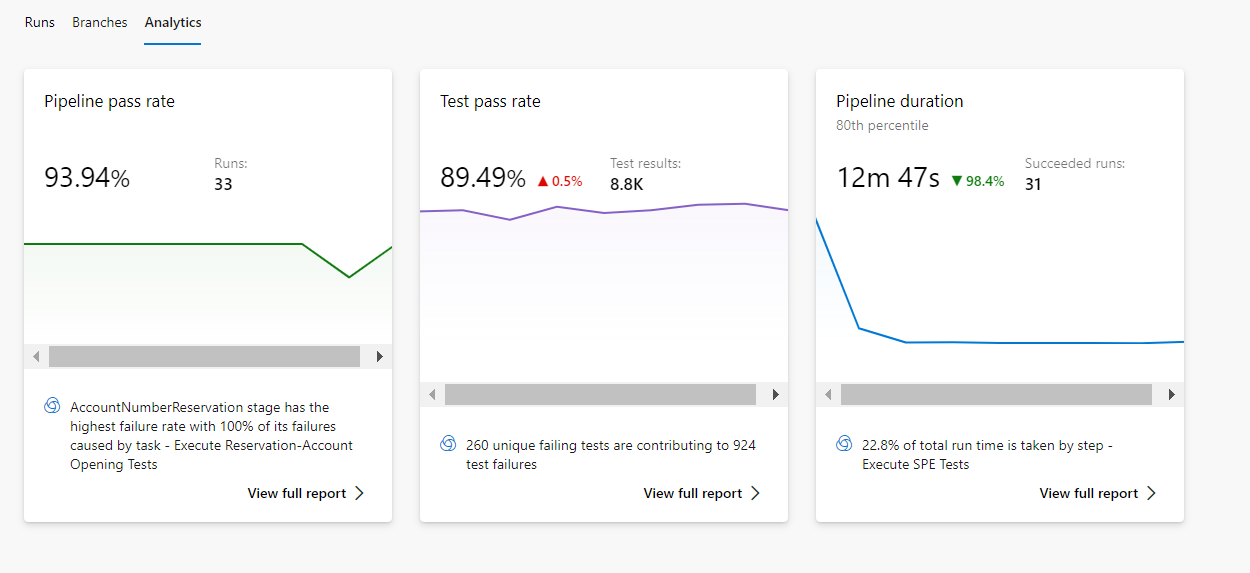 Runs Branches Analytics
Pipeline pass rate
93.94%
Runs:
33
AccountNumberReservation stage has the
highest failure rate with 100% of its failures
caused by task - Execute Reservation-Account
Opening Tests
View full report
Test pass rate
89.49% ▲ 0.5%
Test results:
8.8K
260 unique failing tests are contributing to 924
test failures
View full report
Pipeline duration
80th percentile
12m 47s ▼ 98.4%
Succeeded runs:
31
22.8% of total run time is taken by step -
Execute SPE Tests
View full report